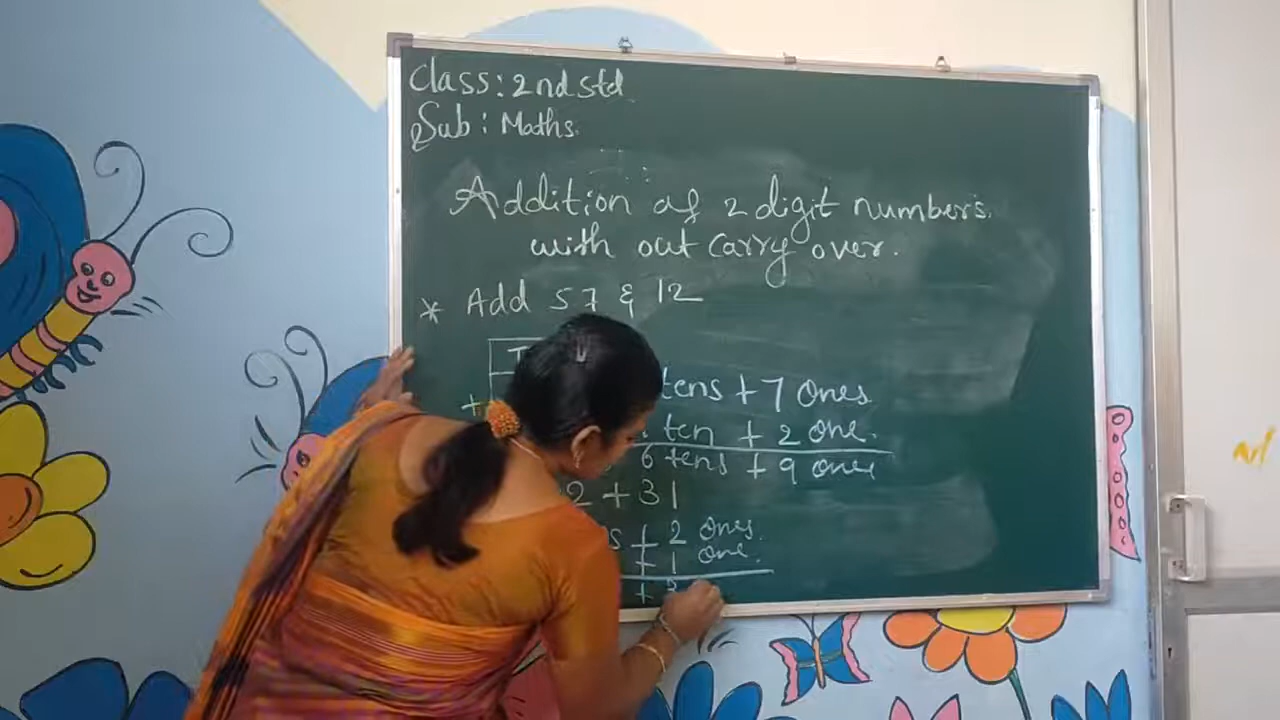 Class: 2nd std
Sub: Maths.
Addition of 2 digit numbers.
with out carry over.
* Add 57 & 12
T
tens + 7 Ones
+
ten + 2 one.
6 tens + 9 ones
2 + 31
s + 2 Ones.
+ 1 one.
+ 3